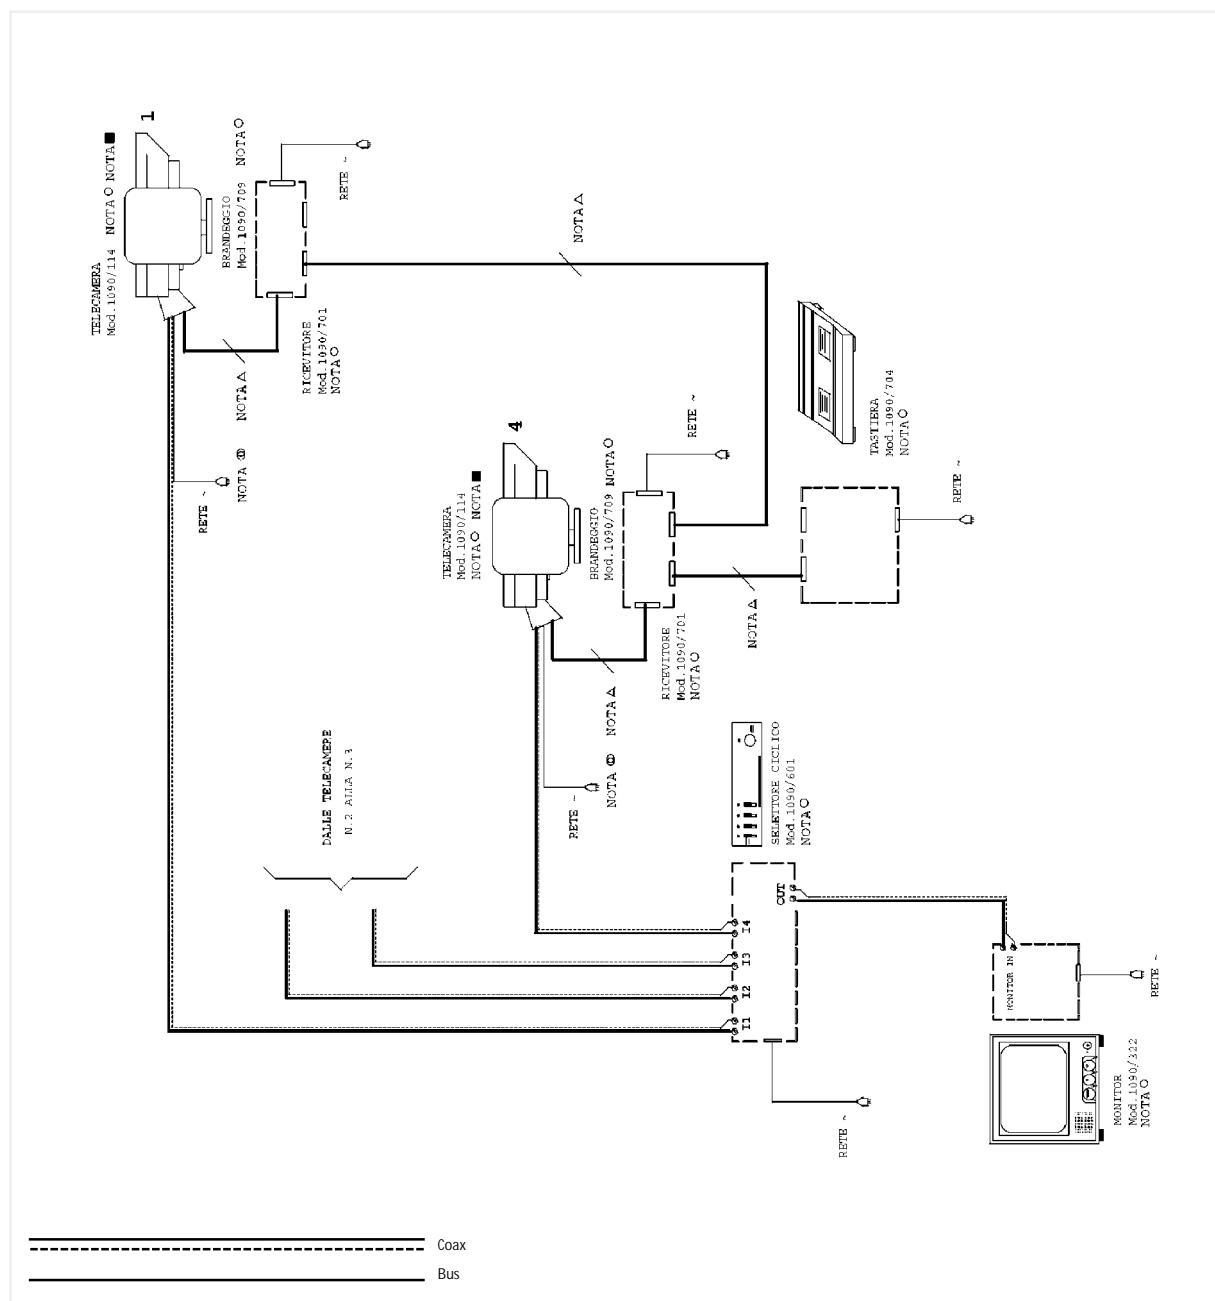 1
TELECAMERA
Mod.1090/114 NOTA○ NOTA■
BRANDEGGIO
Mod.1090/709 NOTA○
RETE ~
RICEVITORE
Mod.1090/701
NOTA○
NOTA△
NOTA △
NOTA Ⓞ
RETE ~
4
TELECAMERA
Mod.1090/114
NOTA○ NOTA■
BRANDEGGIO
Mod.1090/709 NOTA○
RETE ~
RICEVITORE
Mod.1090/701
NOTA○
NOTA △
NOTA △
NOTA Ⓞ
RETE ~
TASTIERA
Mod.1090/704
NOTA○
RETE ~
DALLE TELECAMERE
N.2 ALLA N.3
SELETTORE CICLICO
Mod.1090/601
NOTA○
I1
I2
I3
I4
OUT
RETE ~
MONITOR IN
RETE ~
MONITOR
Mod.1090/322
NOTA○
Coax
Bus